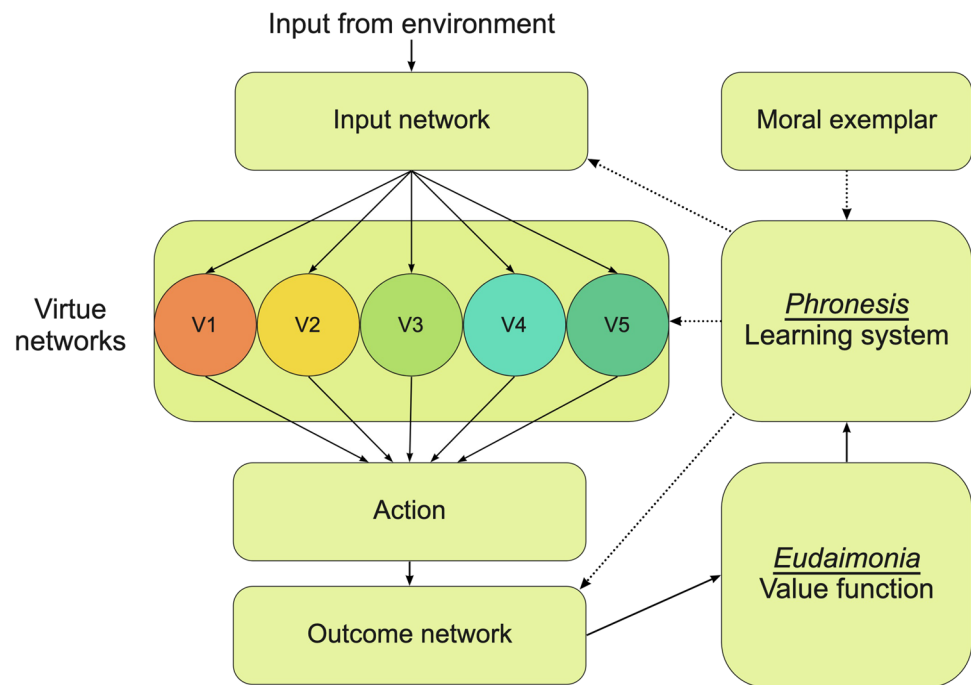 Input from environment
Input network
Moral exemplar
Virtue
networks
V1
V2
V3
V4
V5
Phronesis
Learning system
Action
Eudaimonia
Value function
Outcome network